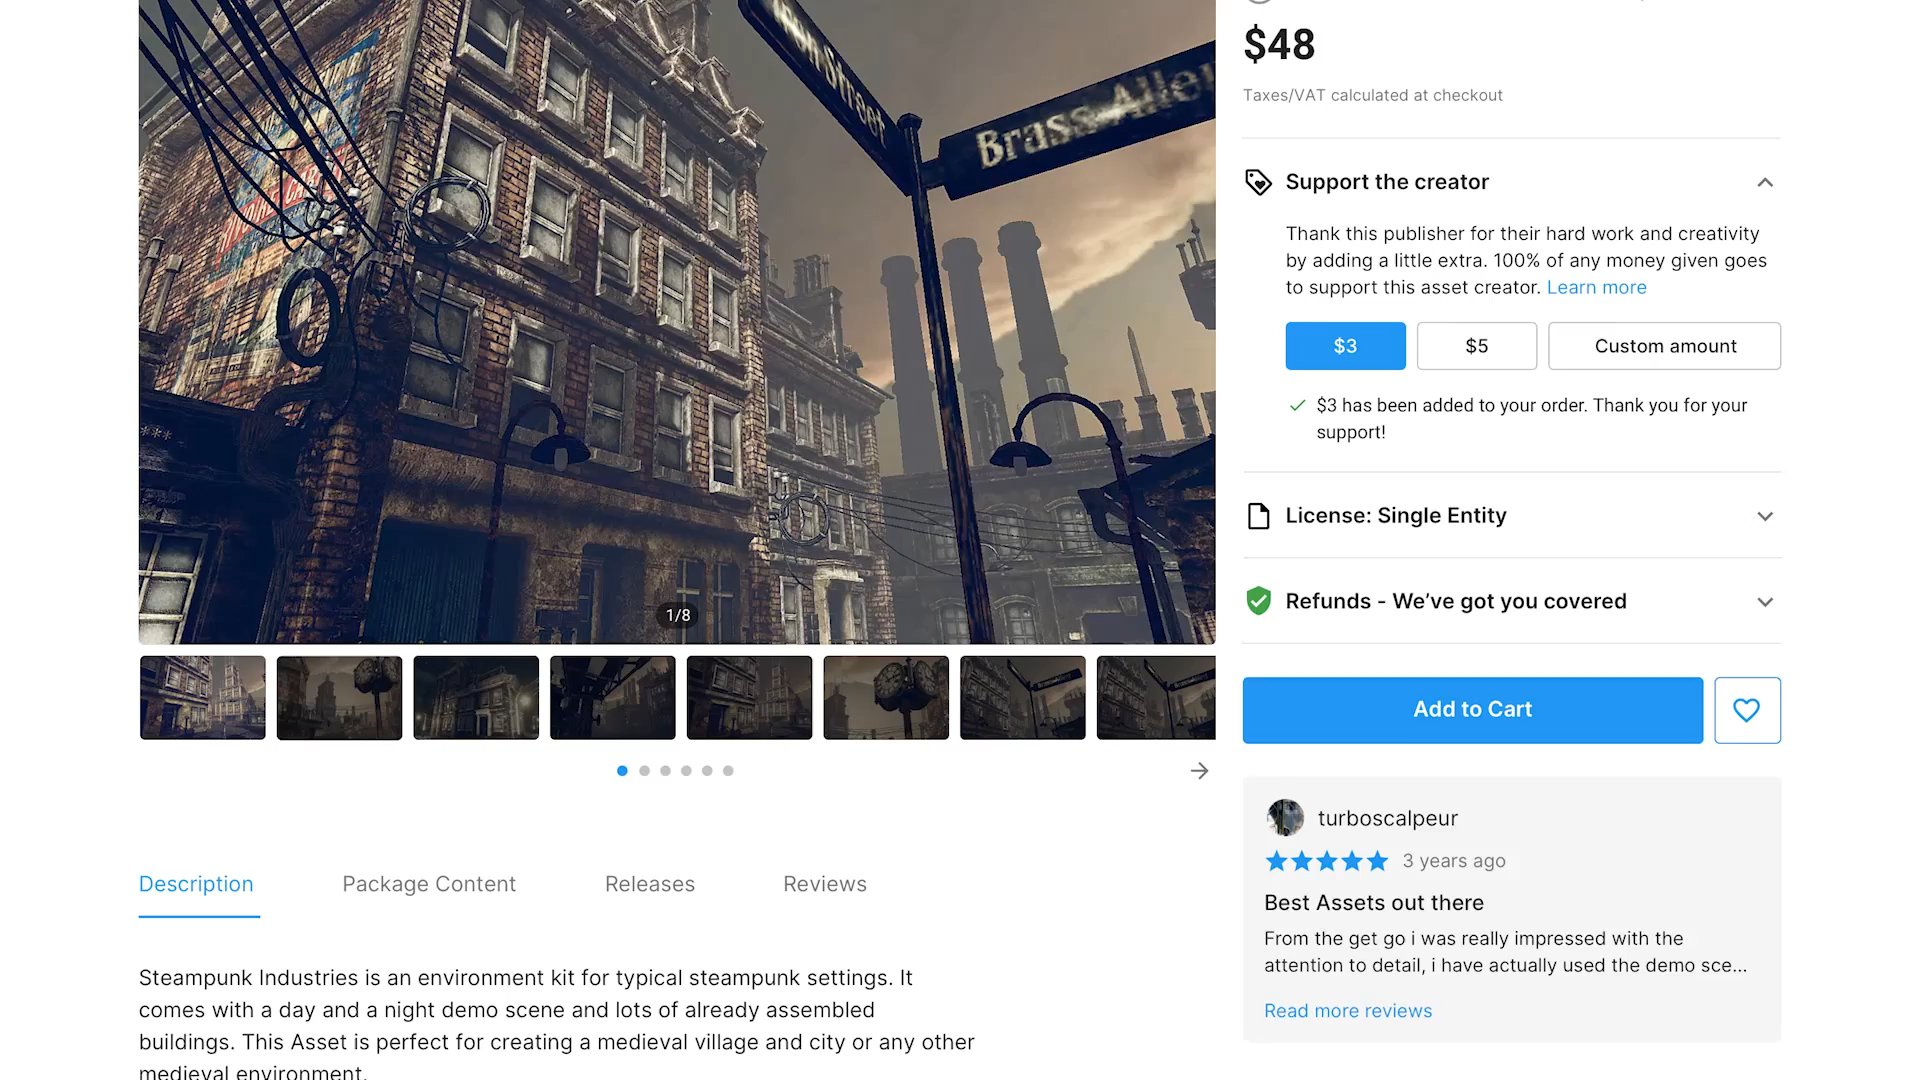 $48
Taxes/VAT calculated at checkout
Support the creator
Thank this publisher for their hard work and creativity
by adding a little extra. 100% of any money given goes
to support this asset creator. Learn more
$3
$5
Custom amount
$3 has been added to your order. Thank you for your
support!
License: Single Entity
Refunds - We’ve got you covered
Add to Cart
turboscalpeur
3 years ago
Best Assets out there
From the get go i was really impressed with the
attention to detail, i have actually used the demo sce...
Read more reviews
Brass
1/8
Description
Package Content
Releases
Reviews
Steampunk Industries is an environment kit for typical steampunk settings. It
comes with a day and a night demo scene and lots of already assembled
buildings. This Asset is perfect for creating a medieval village and city or any other
medieval environment.